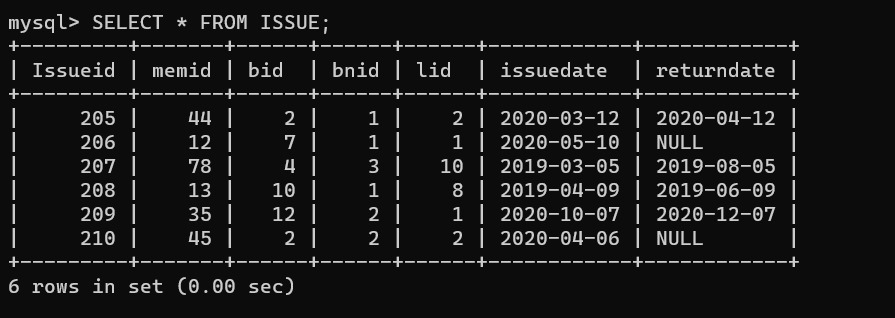 mysql> SELECT * FROM ISSUE;
+---------+-------+------+------+------+------------+------------+
| Issueid | memid | bid  | bnid | lid  | issuedate  | returndate |
+---------+-------+------+------+------+------------+------------+
|     205 |    44 |    2 |    1 |    2 | 2020-03-12 | 2020-04-12 |
|     206 |    12 |    7 |    1 |    1 | 2020-05-10 | NULL       |
|     207 |    78 |    4 |    3 |   10 | 2019-03-05 | 2019-08-05 |
|     208 |    13 |   10 |    1 |    8 | 2019-04-09 | 2019-06-09 |
|     209 |    35 |   12 |    2 |    1 | 2020-10-07 | 2020-12-07 |
|     210 |    45 |    2 |    2 |    2 | 2020-04-06 | NULL       |
+---------+-------+------+------+------+------------+------------+
6 rows in set (0.00 sec)